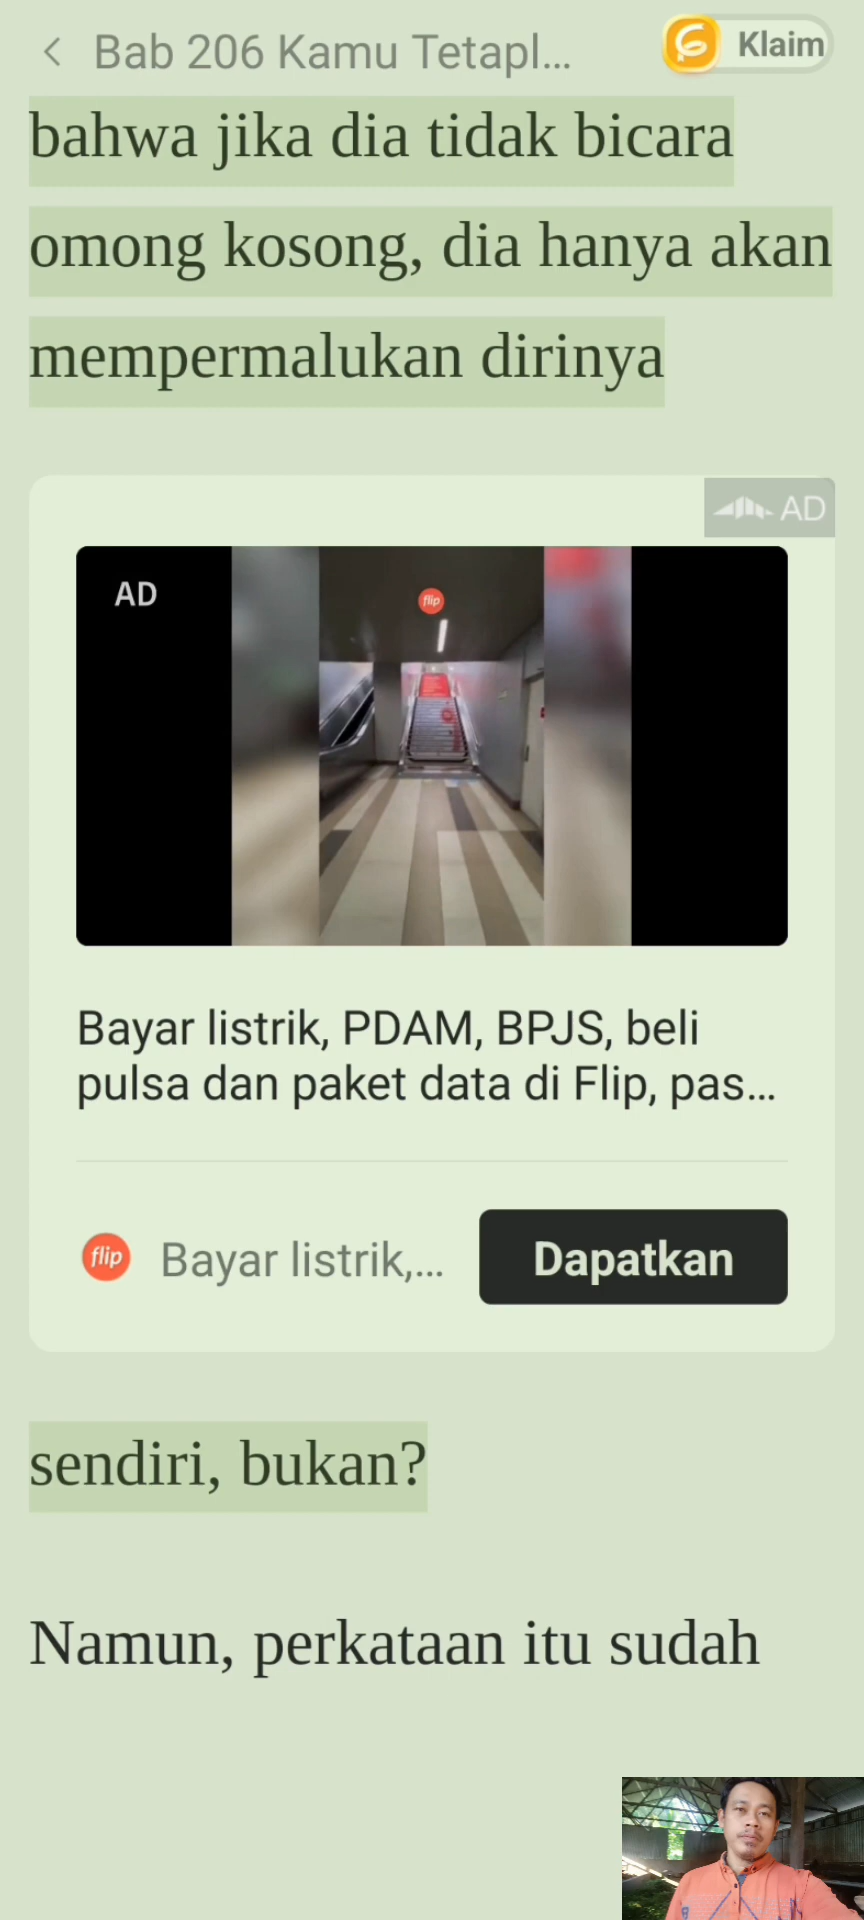 Bab 206 Kamu Tetapl...
Klaim
bahwa jika dia tidak bicara
omong kosong, dia hanya akan
mempermalukan dirinya
AD
AD
flip
Bayar listrik, PDAM, BPJS, beli
pulsa dan paket data di Flip, pas...
flip
Bayar listrik,...
Dapatkan
sendiri, bukan?
Namun, perkataan itu sudah